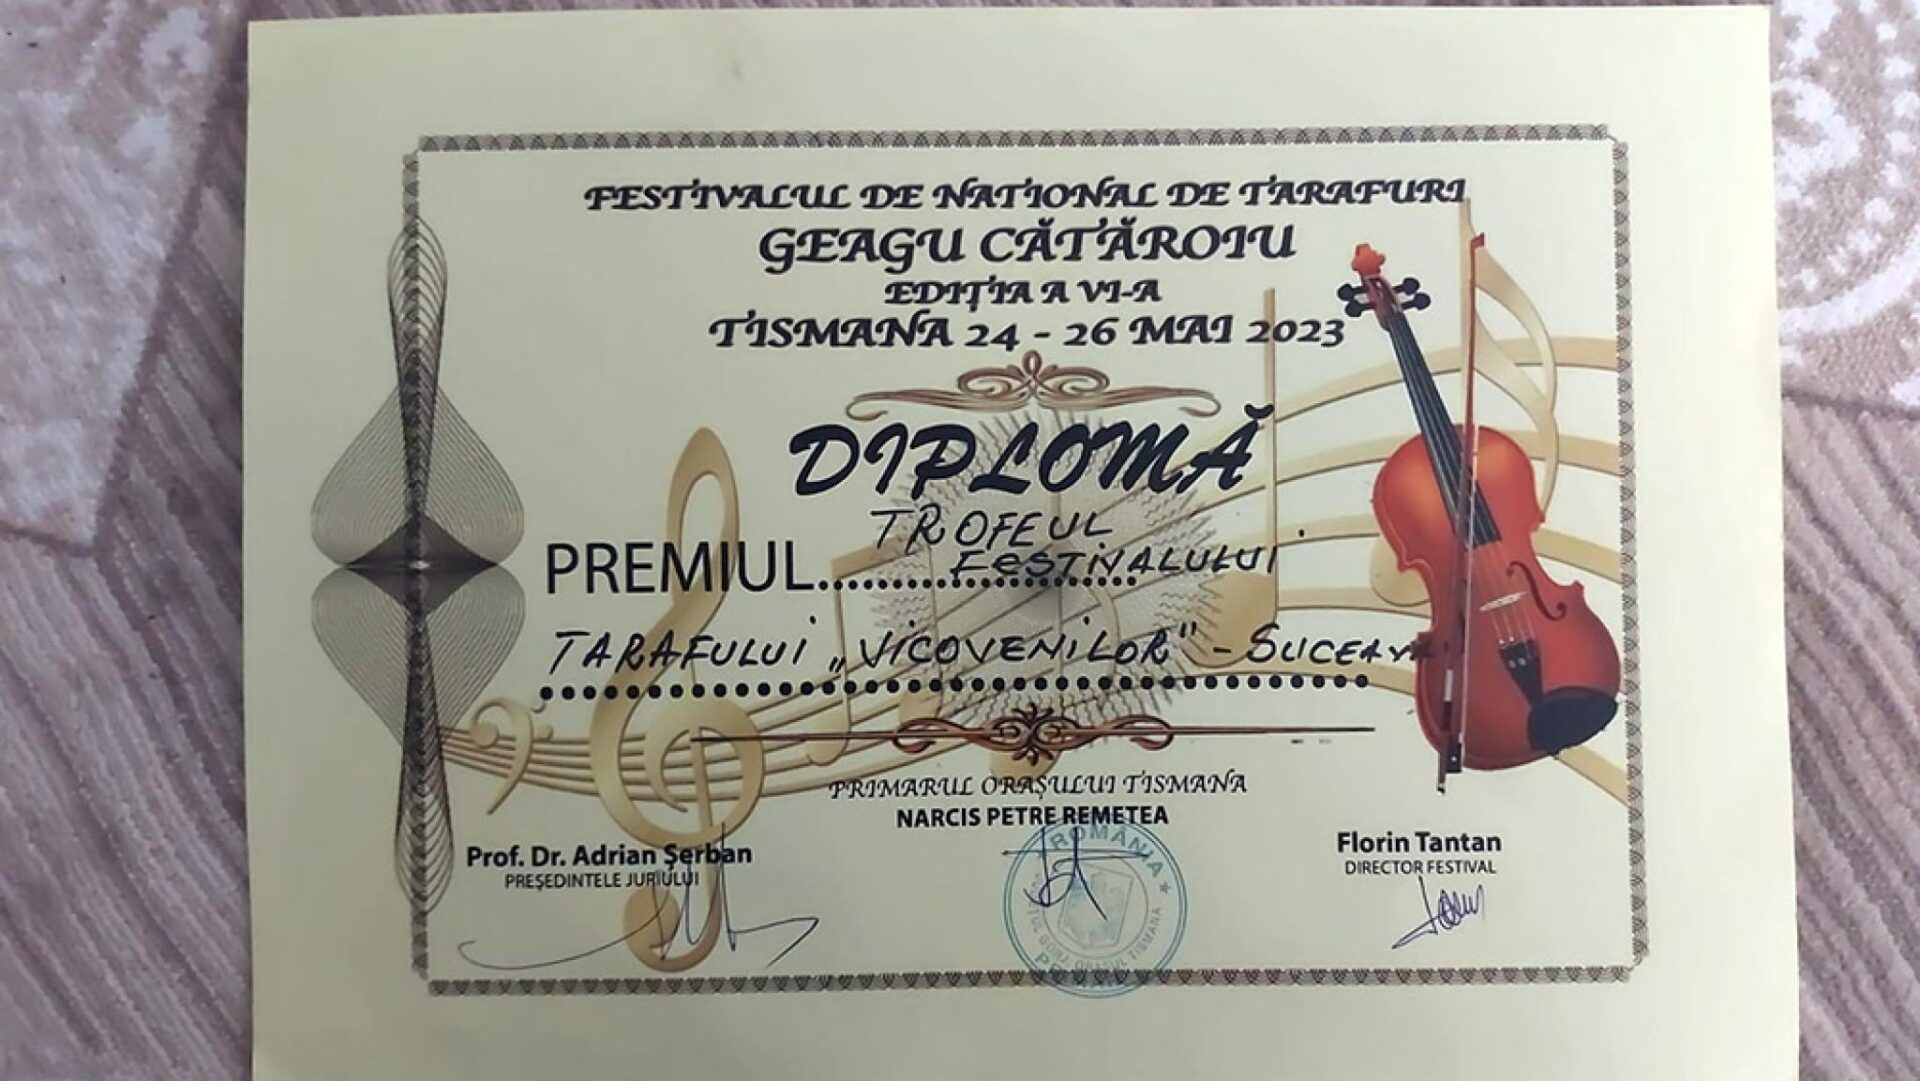 FESTIVALUL DE NATIONAL DE TARAFURI
GEAGU CĂTĂROIU
EDIȚIA A VI-A
TISMANA 24 - 26 MAI 2023
DIPLOMĂ
TROFEUL
PREMIUL.................... FESTIVALULUI
TARAFULUI „VICOVENILOR" - SUCEAVA
PRIMARUL ORAȘULUI TISMANA
NARCIS PETRE REMETEA
Prof. Dr. Adrian Șerban
PREȘEDINTELE JURIULUI
Florin Tantan
DIRECTOR FESTIVAL
ROMÂNIA
ORAȘUL TISMANA